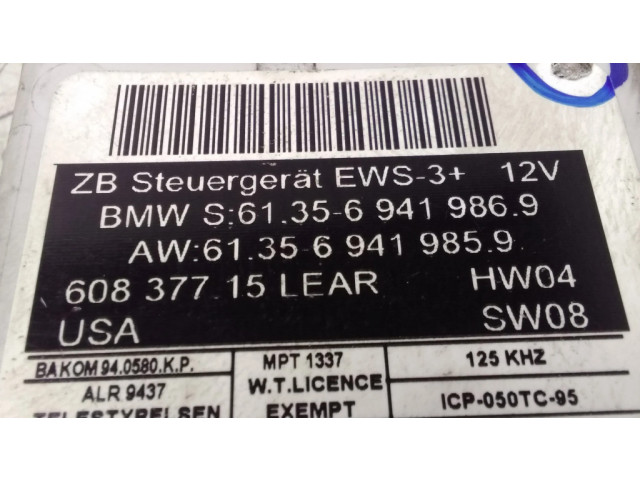 ZB Steuergerät EWS-3+ 12V
BMW S:61.35-6 941 986.9
AW:61.35-6 941 985.9
608 377 15 LEAR HW04
USA SW08
BAKOM 94.0580.K.P. MPT 1337 125 KHZ
ALR 9437 W.T.LICENCE
TELESTYRELSEN EXEMPT ICP-050TC-95